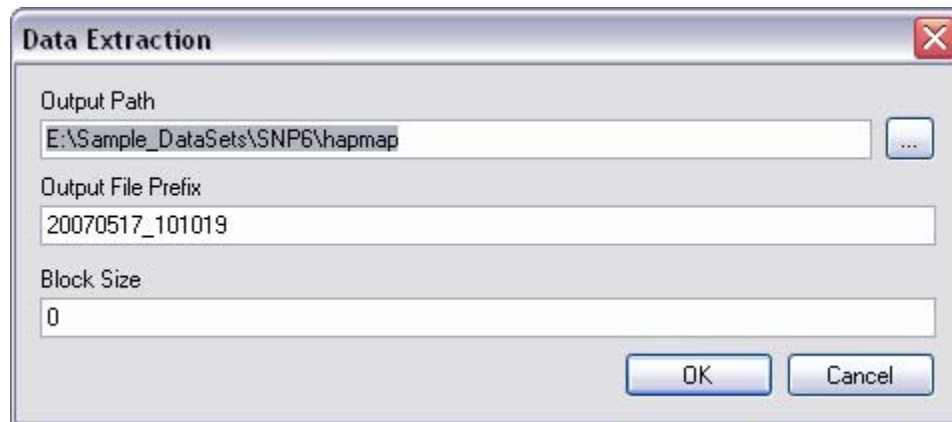 Data Extraction
Output Path
E:\Sample_DataSets\SNP6\hapmap
...
Output File Prefix
20070517_101019
Block Size
0
OK Cancel